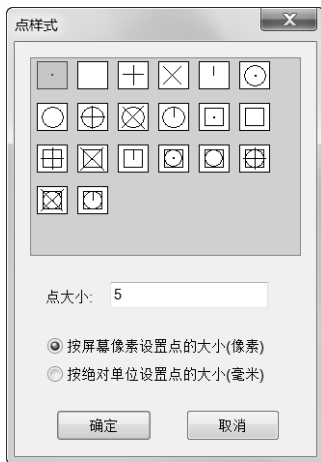 点样式
点大小: 5
按屏幕像素设置点的大小(像素)
按绝对单位设置点的大小(毫米)
确定 取消